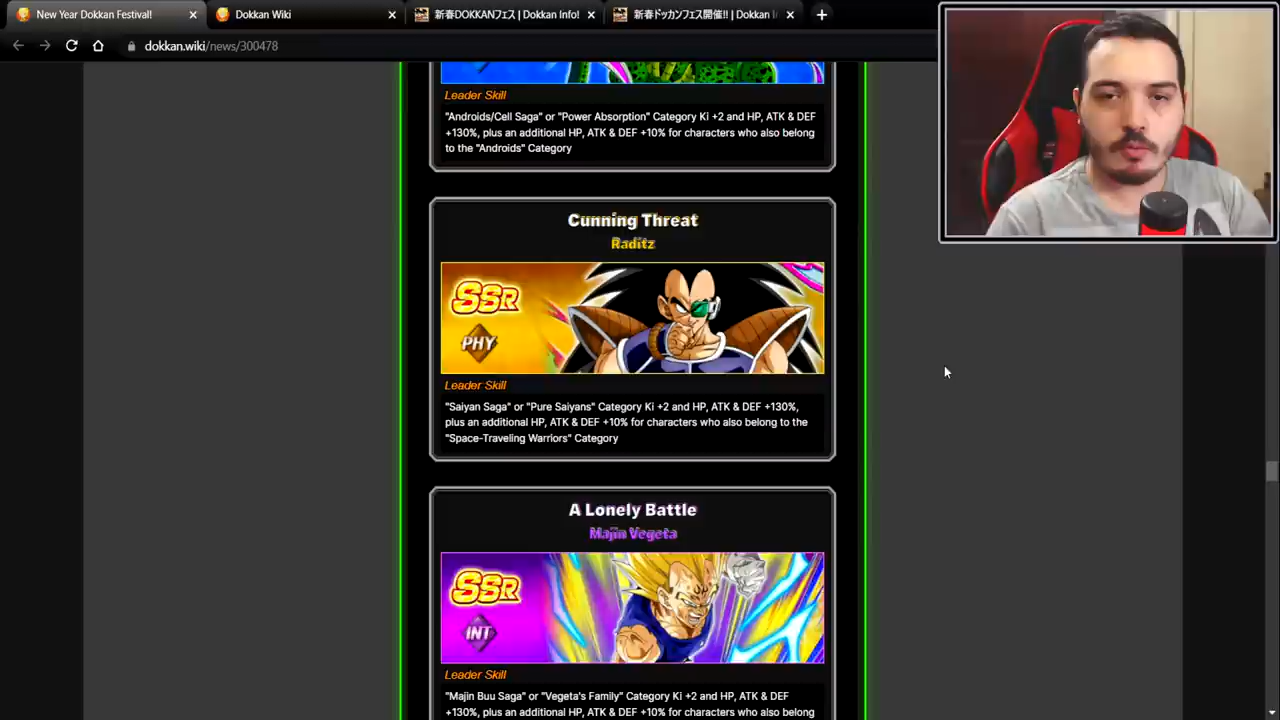 New Year Dokkan Festival!
Dokkan Wiki
新春DOKKANフェス | Dokkan Info!
新春ドッカンフェス開催!! | Dokkan
dokkan.wiki/news/300478
Leader Skill
"Androids/Cell Saga" or "Power Absorption" Category Ki +2 and HP, ATK & DEF
+130%, plus an additional HP, ATK & DEF +10% for characters who also belong
to the "Androids" Category
Cunning Threat
Raditz
SSR
PHY
Leader Skill
"Saiyan Saga" or "Pure Saiyans" Category Ki +2 and HP, ATK & DEF +130%,
plus an additional HP, ATK & DEF +10% for characters who also belong to the
"Space-Traveling Warriors" Category
A Lonely Battle
Majin Vegeta
SSR
INT
Leader Skill
"Majin Buu Saga" or "Vegeta's Family" Category Ki +2 and HP, ATK & DEF
+130%, plus an additional HP, ATK & DEF +10% for characters who also belong